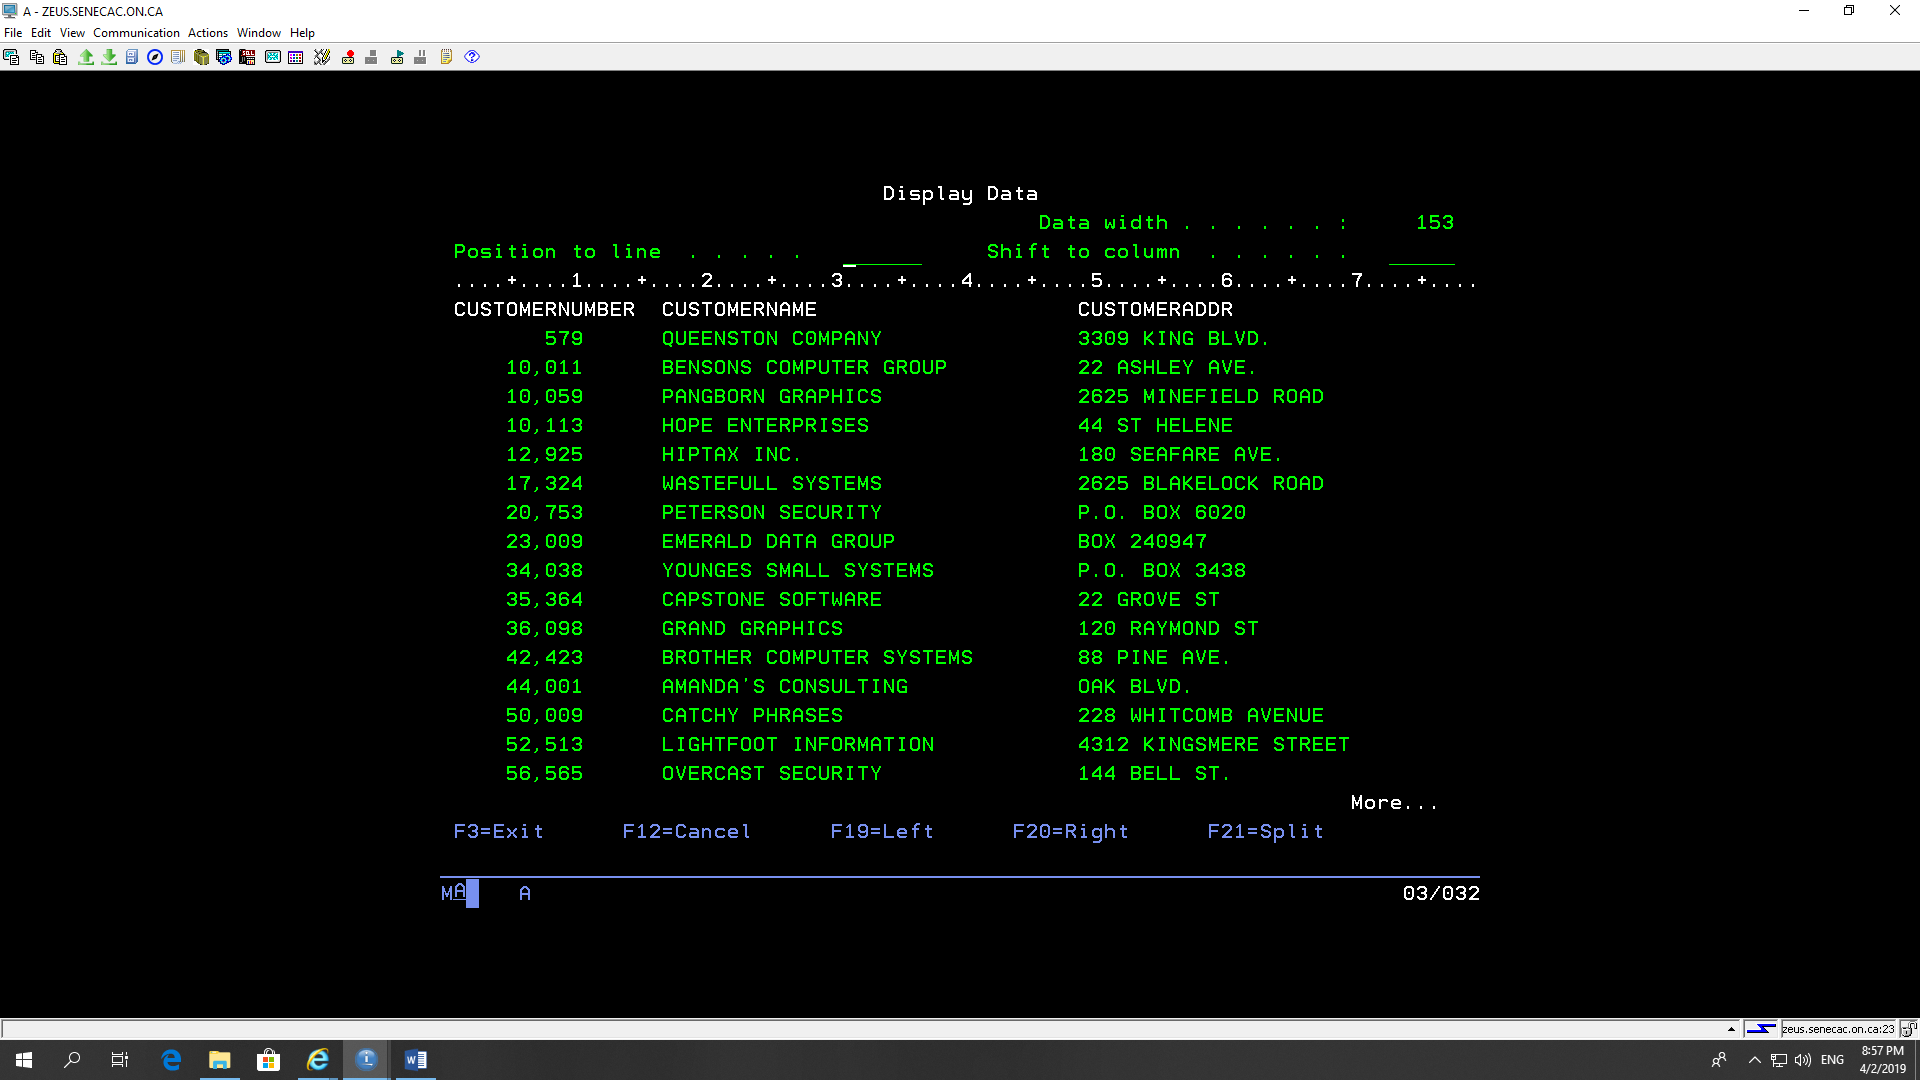 A - ZEUS.SENECAC.ON.CA
File Edit View Communication Actions Window Help
Display Data
Data width . . . . . . : 153
Position to line . . . . . ______ Shift to column . . . . . . _____
....+....1....+....2....+....3....+....4....+....5....+....6....+....7....+....
CUSTOMERNUMBER CUSTOMERNAME CUSTOMERADDR
579 QUEENSTON C0MPANY 3309 KING BLVD.
10,011 BENSONS COMPUTER GROUP 22 ASHLEY AVE.
10,059 PANGBORN GRAPHICS 2625 MINEFIELD ROAD
10,113 HOPE ENTERPRISES 44 ST HELENE
12,925 HIPTAX INC. 180 SEAFARE AVE.
17,324 WASTEFULL SYSTEMS 2625 BLAKELOCK ROAD
20,753 PETERSON SECURITY P.O. BOX 6020
23,009 EMERALD DATA GROUP BOX 240947
34,038 YOUNGES SMALL SYSTEMS P.O. BOX 3438
35,364 CAPSTONE SOFTWARE 22 GROVE ST
36,098 GRAND GRAPHICS 120 RAYMOND ST
42,423 BROTHER COMPUTER SYSTEMS 88 PINE AVE.
44,001 AMANDA'S CONSULTING OAK BLVD.
50,009 CATCHY PHRASES 228 WHITCOMB AVENUE
52,513 LIGHTFOOT INFORMATION 4312 KINGSMERE STREET
56,565 OVERCAST SECURITY 144 BELL ST.
More...
F3=Exit F12=Cancel F19=Left F20=Right F21=Split
MA A 03/032
zeus.senecac.on.ca:23
ENG 8:57 PM
4/2/2019